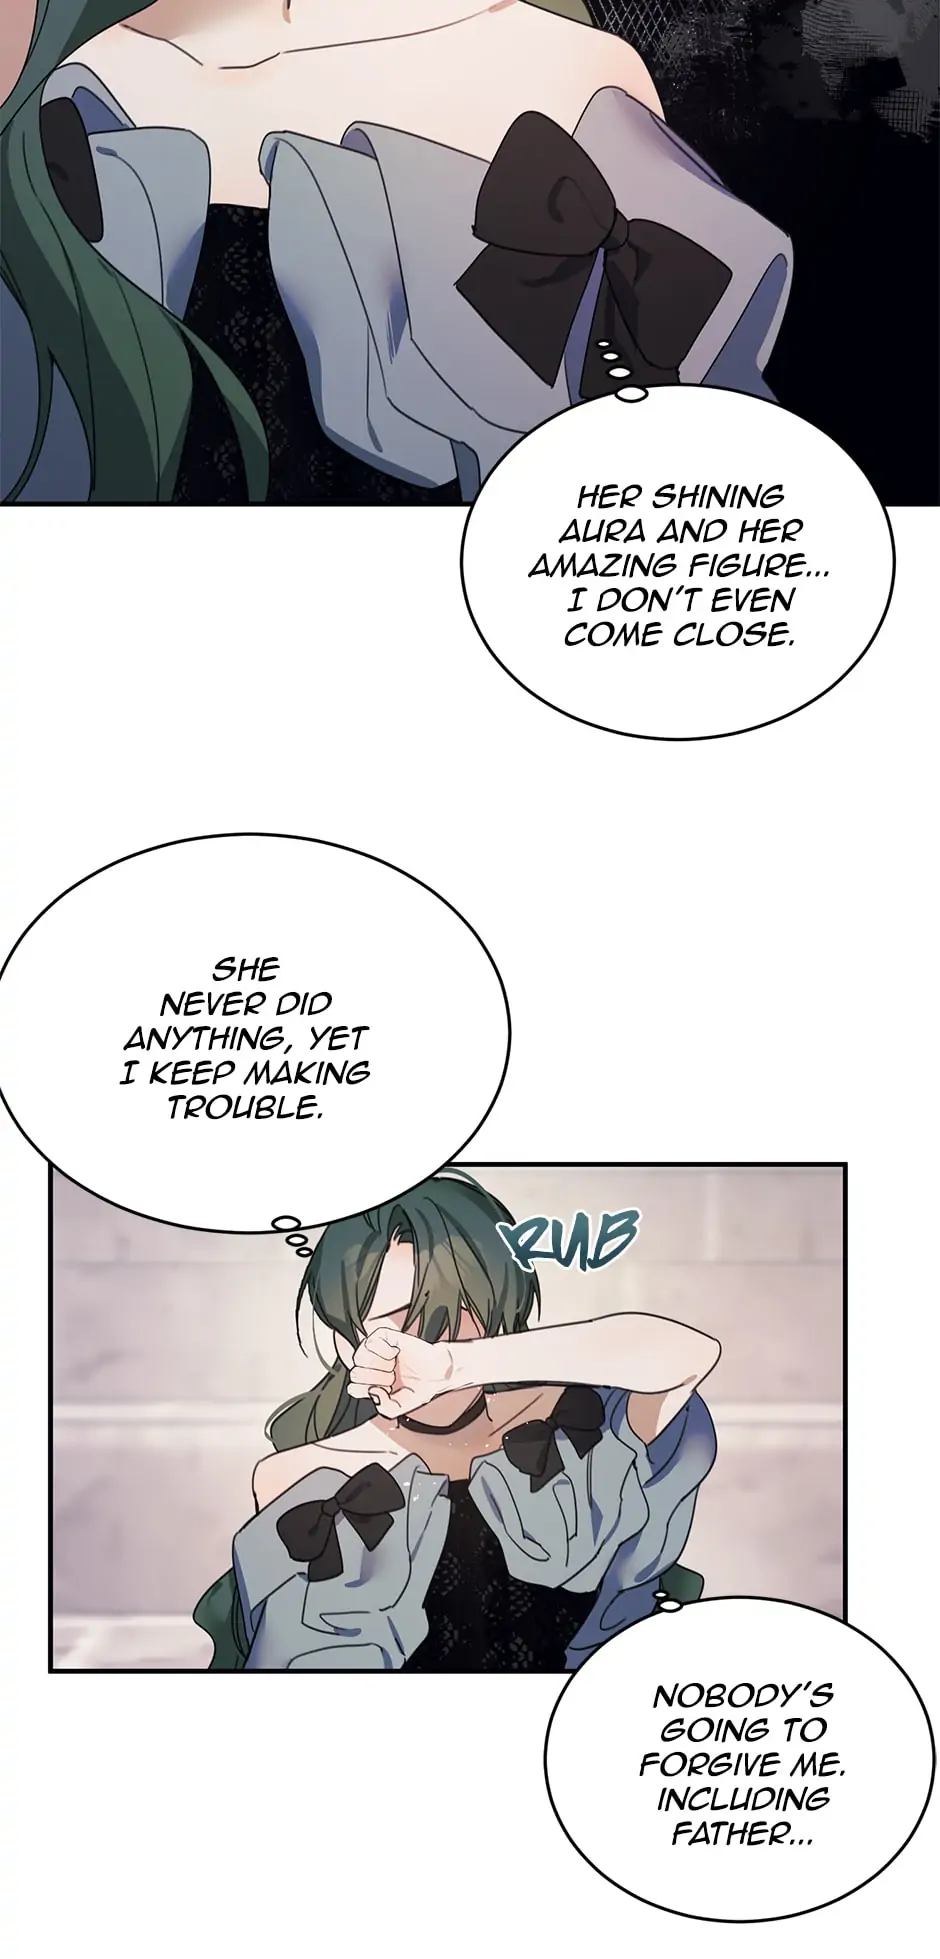 HER SHINING
AURA AND HER
AMAZING FIGURE...
I DON'T EVEN
COME CLOSE.
SHE
NEVER DID
ANYTHING, YET
I KEEP MAKING
TROUBLE.
RUB
NOBODY'S
GOING TO
FORGIVE ME.
INCLUDING
FATHER...